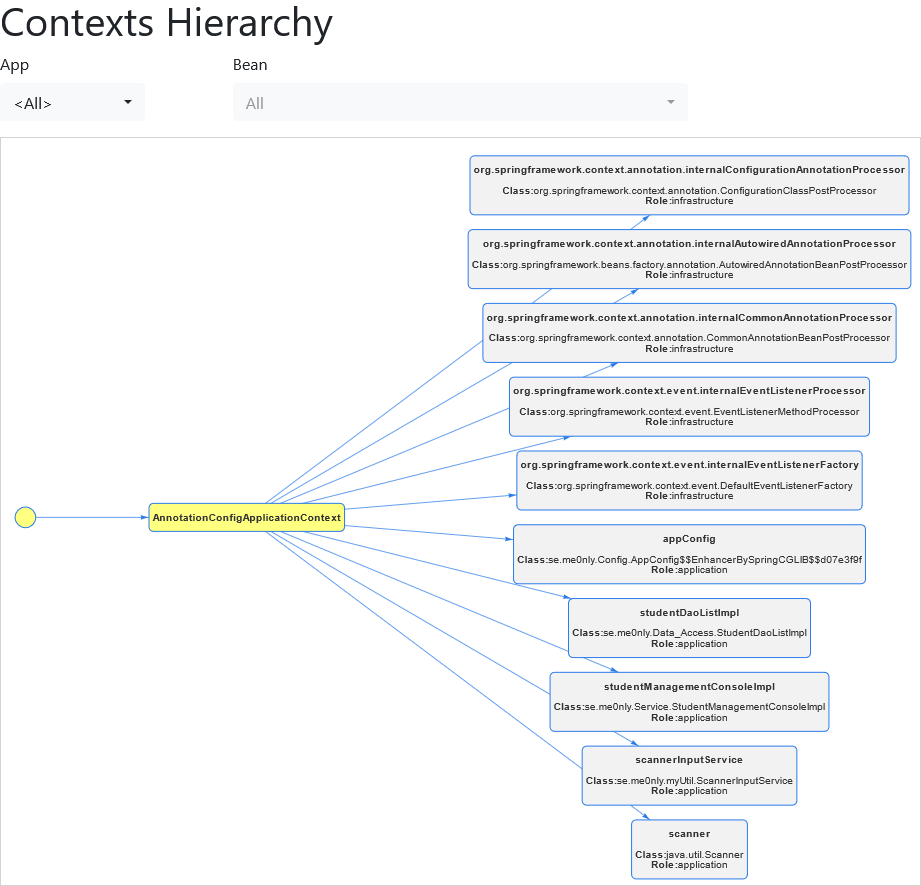 Contexts Hierarchy
App
Bean
<All>
All
org.springframework.context.annotation.internalConfigurationAnnotationProcessor
Class:org.springframework.context.annotation.ConfigurationClassPostProcessor
Role:infrastructure
org.springframework.context.annotation.internalAutowiredAnnotationProcessor
Class:org.springframework.beans.factory.annotation.AutowiredAnnotationBeanPostProcessor
Role:infrastructure
org.springframework.context.annotation.internalCommonAnnotationProcessor
Class:org.springframework.context.annotation.CommonAnnotationBeanPostProcessor
Role:infrastructure
org.springframework.context.event.internalEventListenerProcessor
Class:org.springframework.context.event.EventListenerMethodProcessor
Role:infrastructure
org.springframework.context.event.internalEventListenerFactory
Class:org.springframework.context.event.DefaultEventListenerFactory
Role:infrastructure
AnnotationConfigApplicationContext
appConfig
Class:se.me0nly.Config.AppConfig$$EnhancerBySpringCGLIB$$d07e3f9f
Role:application
studentDaoListImpl
Class:se.me0nly.Data_Access.StudentDaoListImpl
Role:application
studentManagementConsoleImpl
Class:se.me0nly.Service.StudentManagementConsoleImpl
Role:application
scannerInputService
Class:se.me0nly.myUtil.ScannerInputService
Role:application
scanner
Class:java.util.Scanner
Role:application